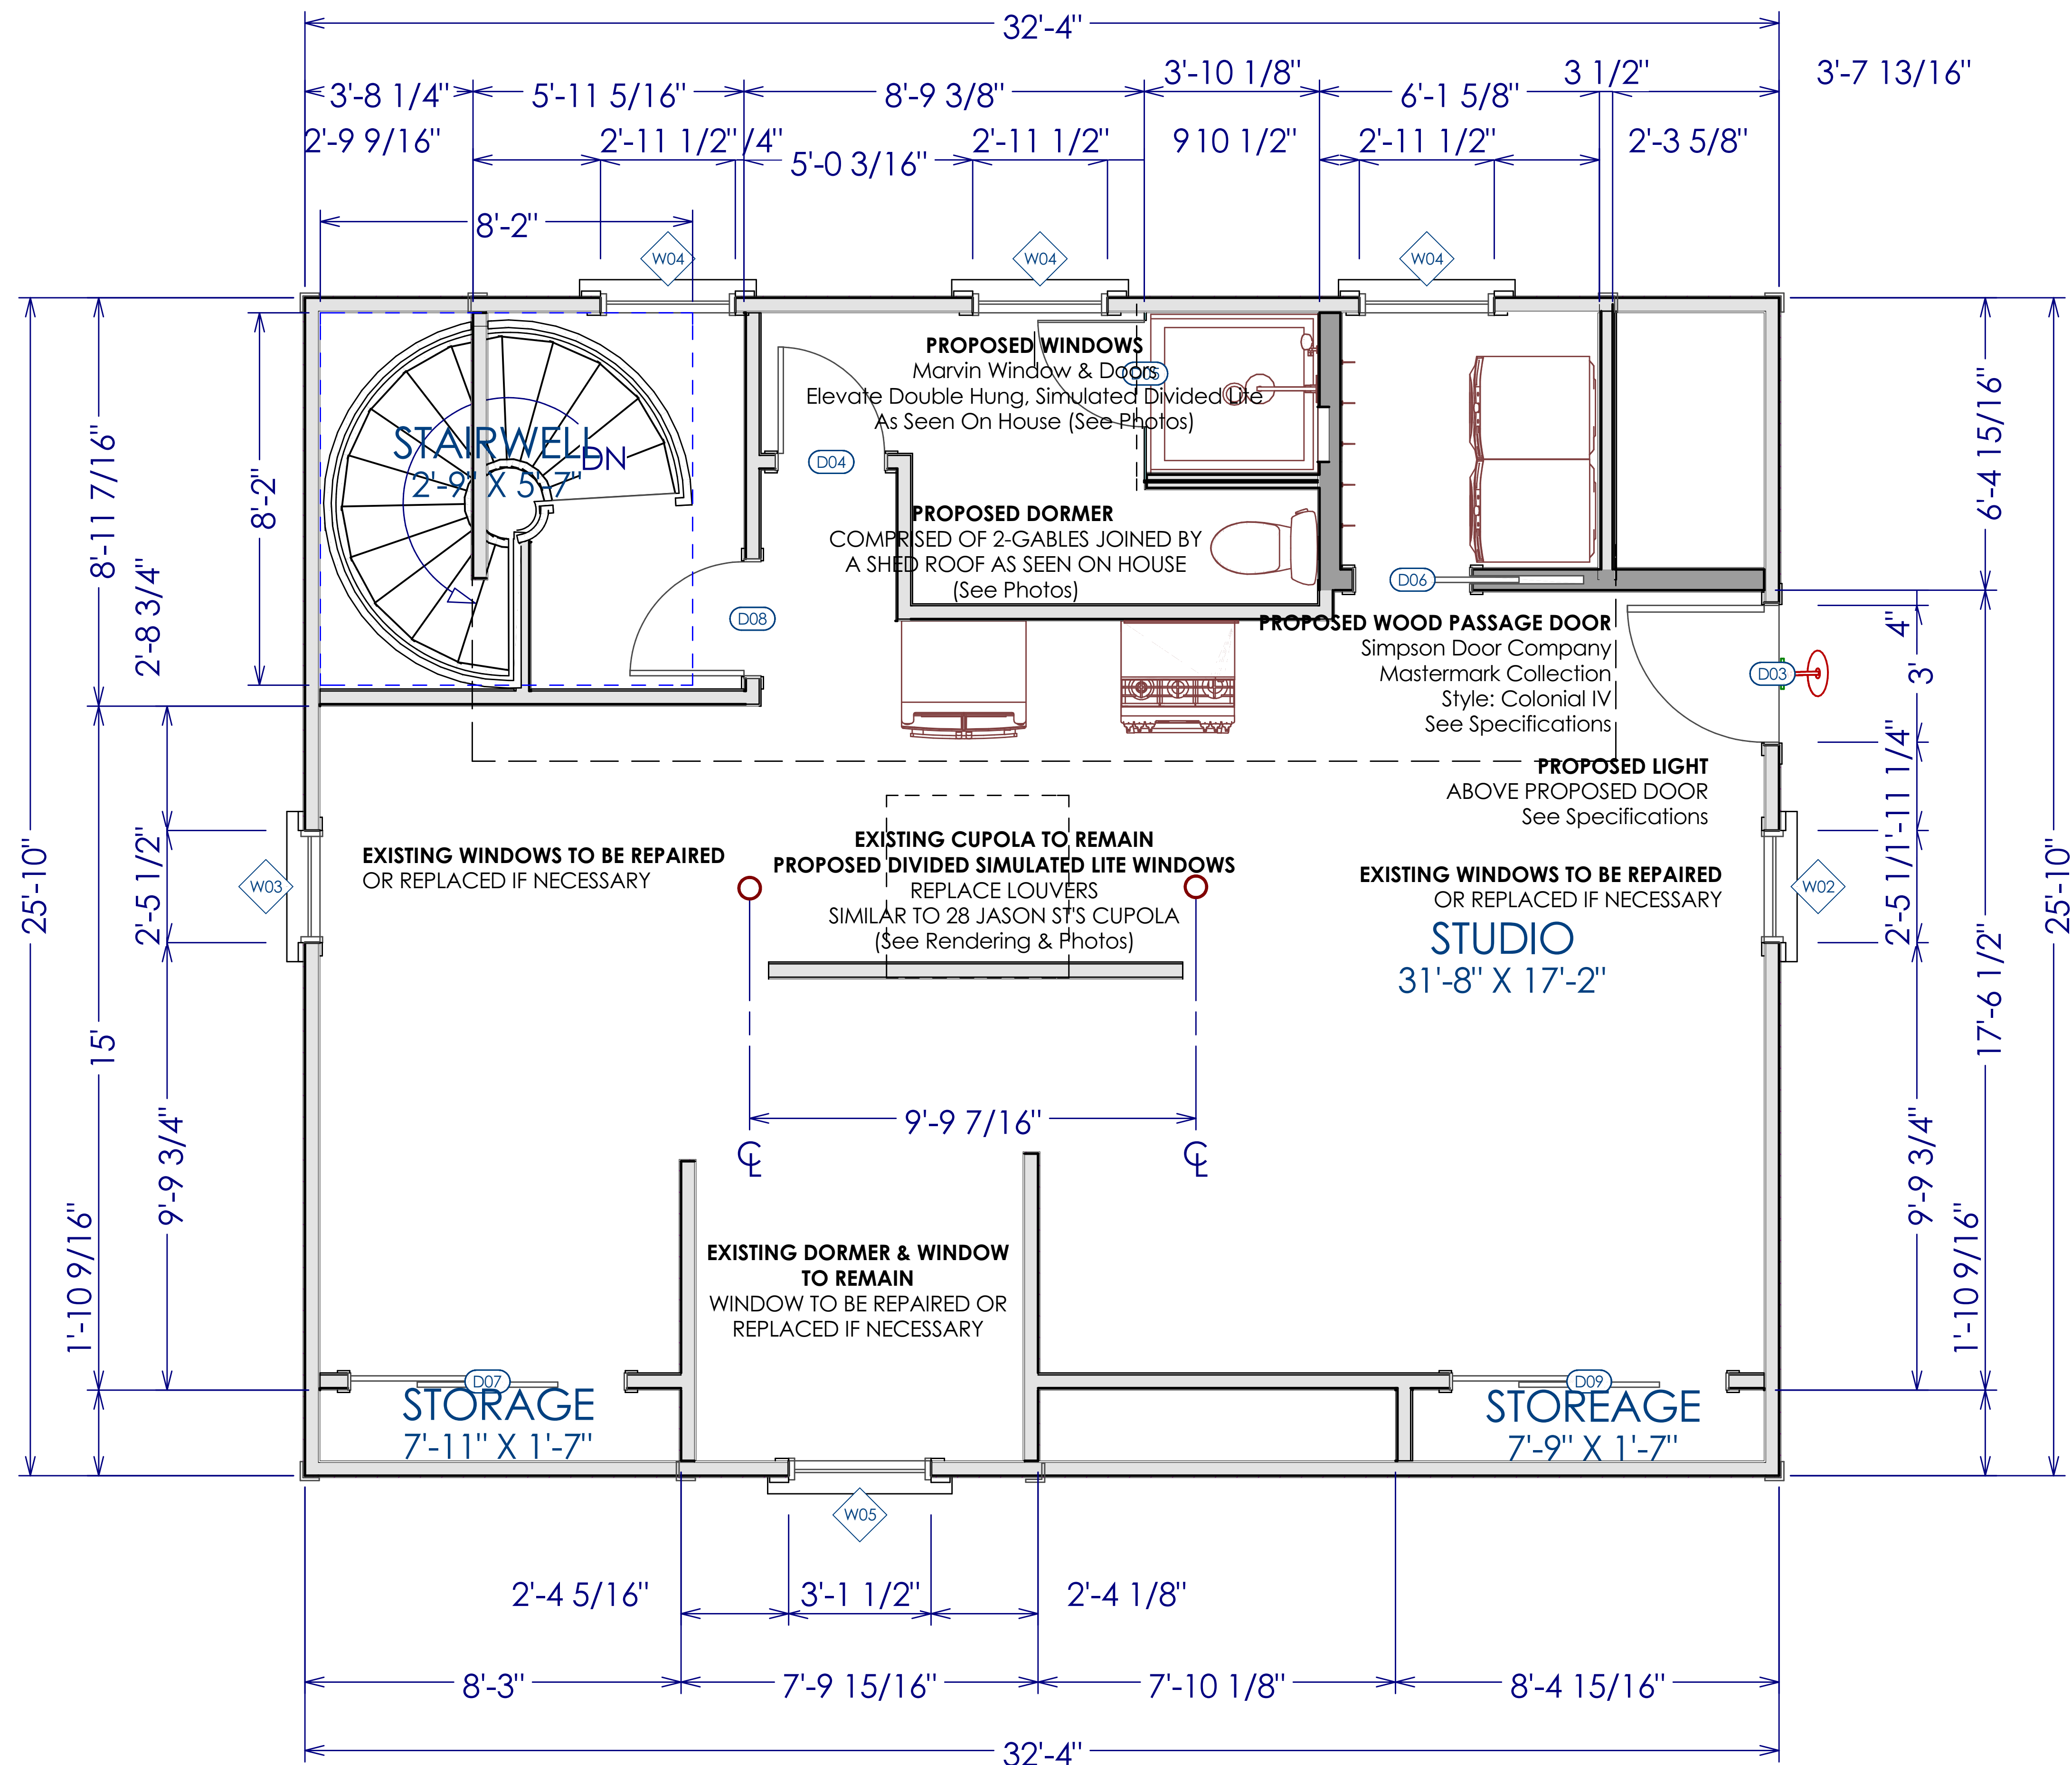 32'-4"
3'-8 1/4"
5'-11 5/16"
8'-9 3/8"
3'-10 1/8"
6'-1 5/8"
3 1/2"
3'-7 13/16"
2'-9 9/16"
2'-11 1/2"
/4"
5'-0 3/16"
2'-11 1/2"
9 10 1/2"
2'-11 1/2"
2'-3 5/8"
8'-2"
W04
W04
W04
PROPOSED WINDOWS
Marvin Window & Doors
Elevate Double Hung, Simulated Divided Lite
As Seen On House (See Photos)
D05
STAIRWELL
2'-9" X 5'-7"
DN
D04
PROPOSED DORMER
COMPRISED OF 2-GABLES JOINED BY
A SHED ROOF AS SEEN ON HOUSE
(See Photos)
D06
D08
PROPOSED WOOD PASSAGE DOOR
Simpson Door Company
Mastermark Collection
Style: Colonial IV
See Specifications
D03
PROPOSED LIGHT
ABOVE PROPOSED DOOR
See Specifications
25'-10"
8'-11 7/16"
8'-2"
2'-8 3/4"
2'-5 1/2"
15'
9'-9 3/4"
1'-10 9/16"
W03
EXISTING WINDOWS TO BE REPAIRED
OR REPLACED IF NECESSARY
EXISTING CUPOLA TO REMAIN
PROPOSED DIVIDED SIMULATED LITE WINDOWS
REPLACE LOUVERS
SIMILAR TO 28 JASON ST'S CUPOLA
(See Rendering & Photos)
EXISTING WINDOWS TO BE REPAIRED
OR REPLACED IF NECESSARY
STUDIO
31'-8" X 17'-2"
W02
6'-4 15/16"
4"
3'
1'-11 1/4"
2'-5 1/
17'-6 1/2"
25'-10"
9'-9 3/4"
1'-10 9/16"
9'-9 7/16"
CL
CL
EXISTING DORMER & WINDOW
TO REMAIN
WINDOW TO BE REPAIRED OR
REPLACED IF NECESSARY
D07
STORAGE
7'-11" X 1'-7"
D09
STOREAGE
7'-9" X 1'-7"
W05
2'-4 5/16"
3'-1 1/2"
2'-4 1/8"
8'-3"
7'-9 15/16"
7'-10 1/8"
8'-4 15/16"
32'-4"